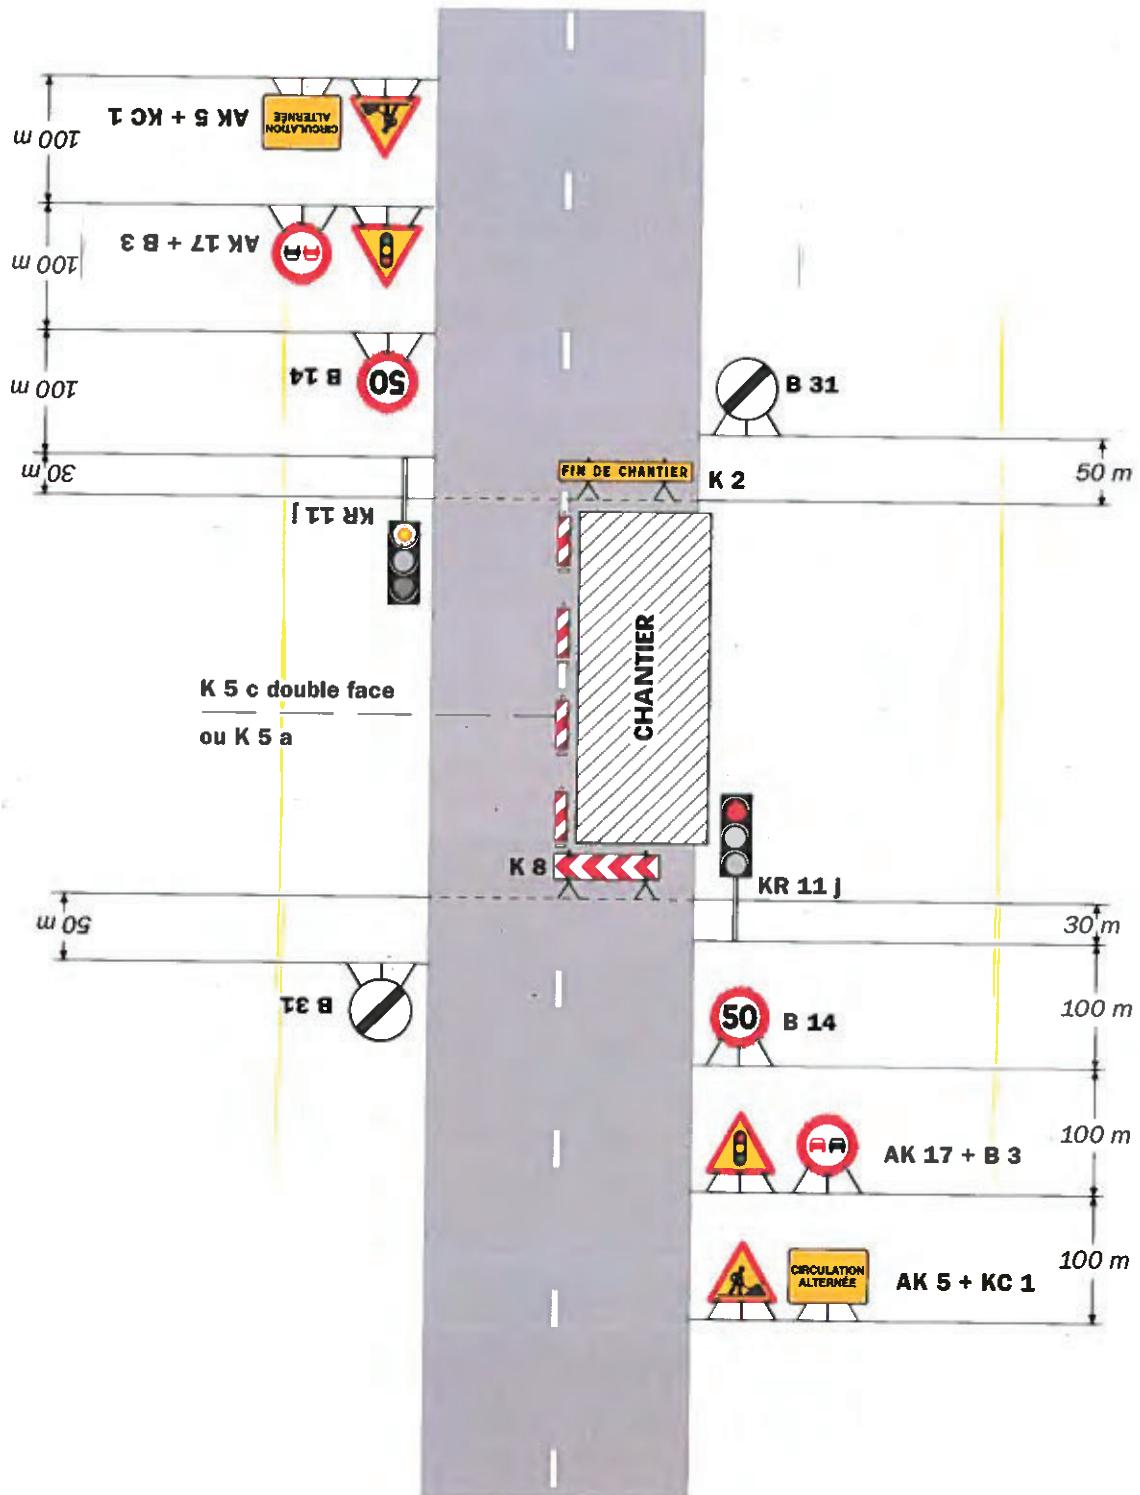 AK 5 + KC 1
CIRCULATION
ALTERNÉE
100 m
AK 17 + B 3
100 m
B 14
50
100 m
B 31
30 m
FIN DE CHANTIER
K 2
50 m
KR 11 j
CHANTIER
K 5 c double face
ou K 5 a
K 8
KR 11 j
50 m
30 m
B 31
50
B 14
100 m
AK 17 + B 3
100 m
CIRCULATION
ALTERNÉE
AK 5 + KC 1
100 m